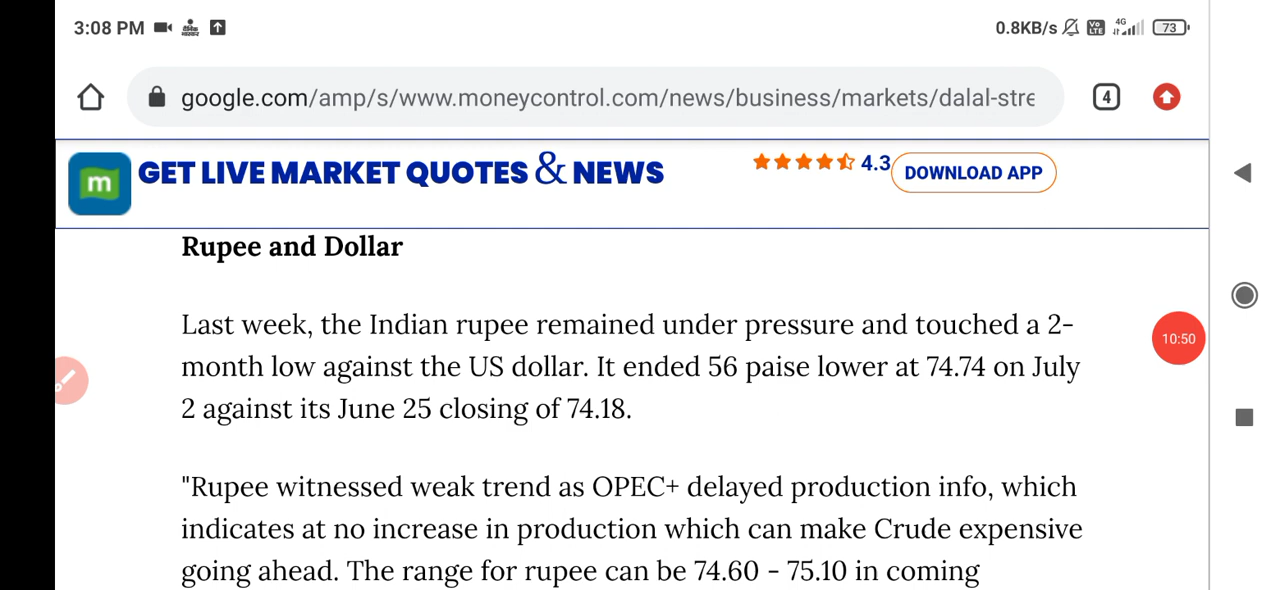 3:08 PM
0.8KB/s
4G
73
google.com/amp/s/www.moneycontrol.com/news/business/markets/dalal-stre
4
m
GET LIVE MARKET QUOTES & NEWS
4.3
DOWNLOAD APP
Rupee and Dollar
Last week, the Indian rupee remained under pressure and touched a 2-
month low against the US dollar. It ended 56 paise lower at 74.74 on July
2 against its June 25 closing of 74.18.
10:50
"Rupee witnessed weak trend as OPEC+ delayed production info, which
indicates at no increase in production which can make Crude expensive
going ahead. The range for rupee can be 74.60 - 75.10 in coming